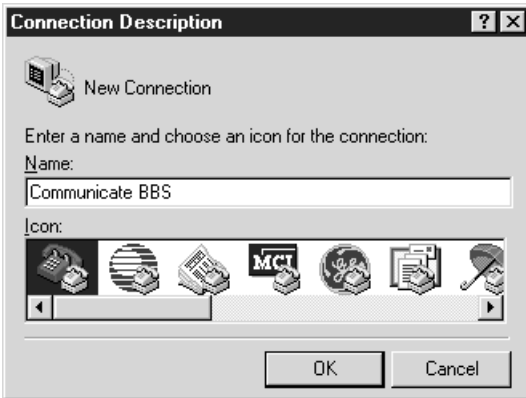 Connection Description
New Connection
Enter a name and choose an icon for the connection:
Name:
Communicate BBS
Icon:
MCI
OK
Cancel